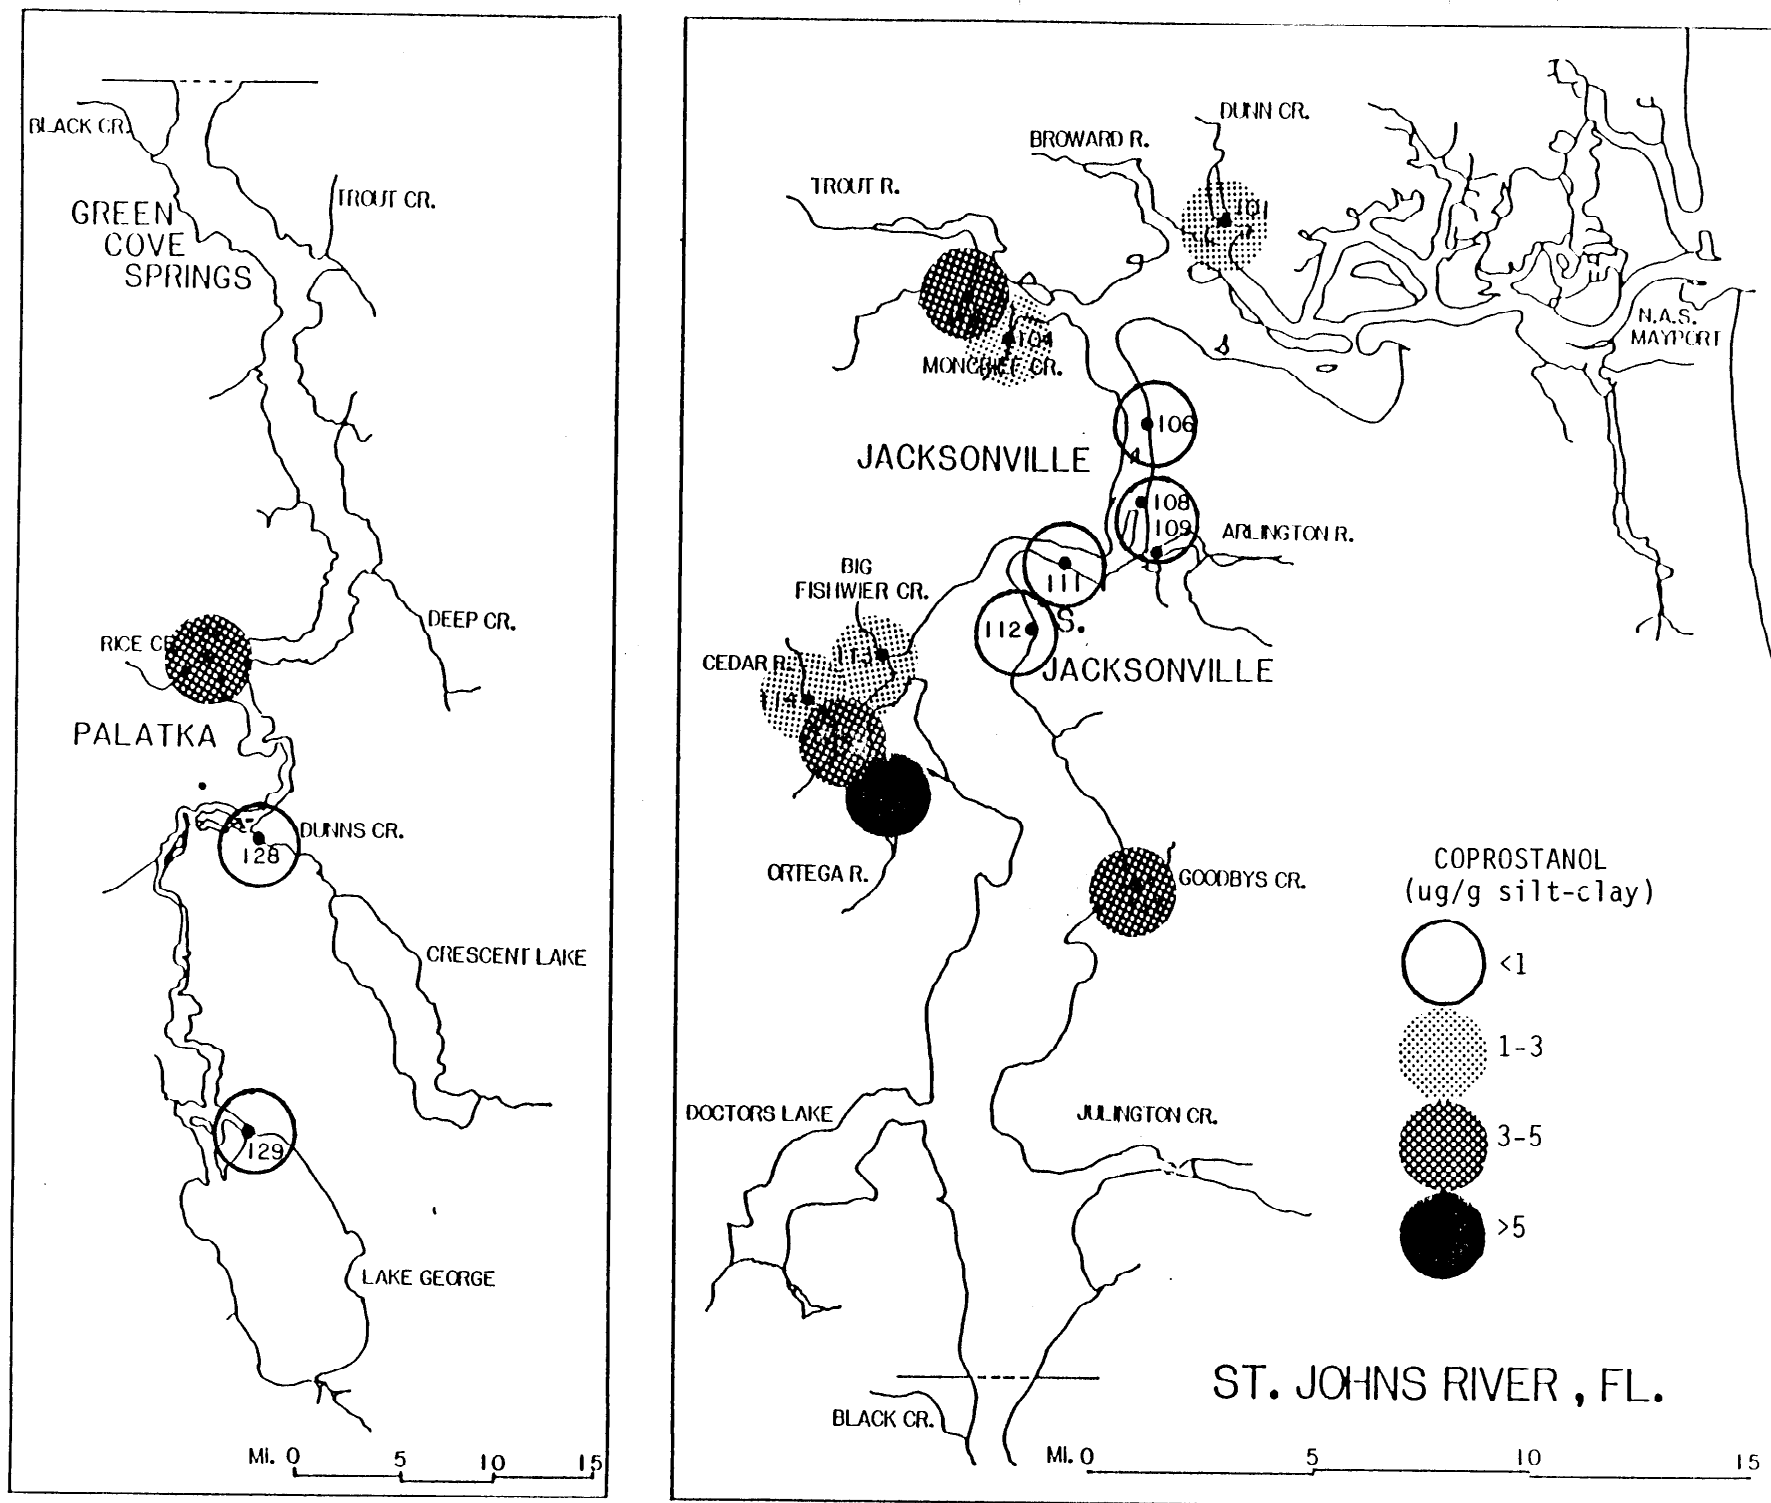 BLACK CR.
TROUT CR.
GREEN
COVE
SPRINGS
DEEP CR.
RICE
PALATKA
DUNNS CR.
128
CRESCENT LAKE
129
LAKE GEORGE
MI. 0 5 10 15
DUNN CR.
BROWARD R.
TROUT R.
101
N.A.S.
MAYPORT
104
MONCRIEF CR.
106
JACKSONVILLE
108
109
ARLINGTON R.
BIG
FISHWIER CR.
111
112
S.
JACKSONVILLE
113
CEDAR R.
114
ORTEGA R.
GOODBYS CR.
COPROSTANOL
(ug/g silt-clay)
<1
1-3
3-5
>5
DOCTORS LAKE
JULINGTON CR.
ST. JOHNS RIVER, FL.
BLACK CR.
MI. 0 5 10 15